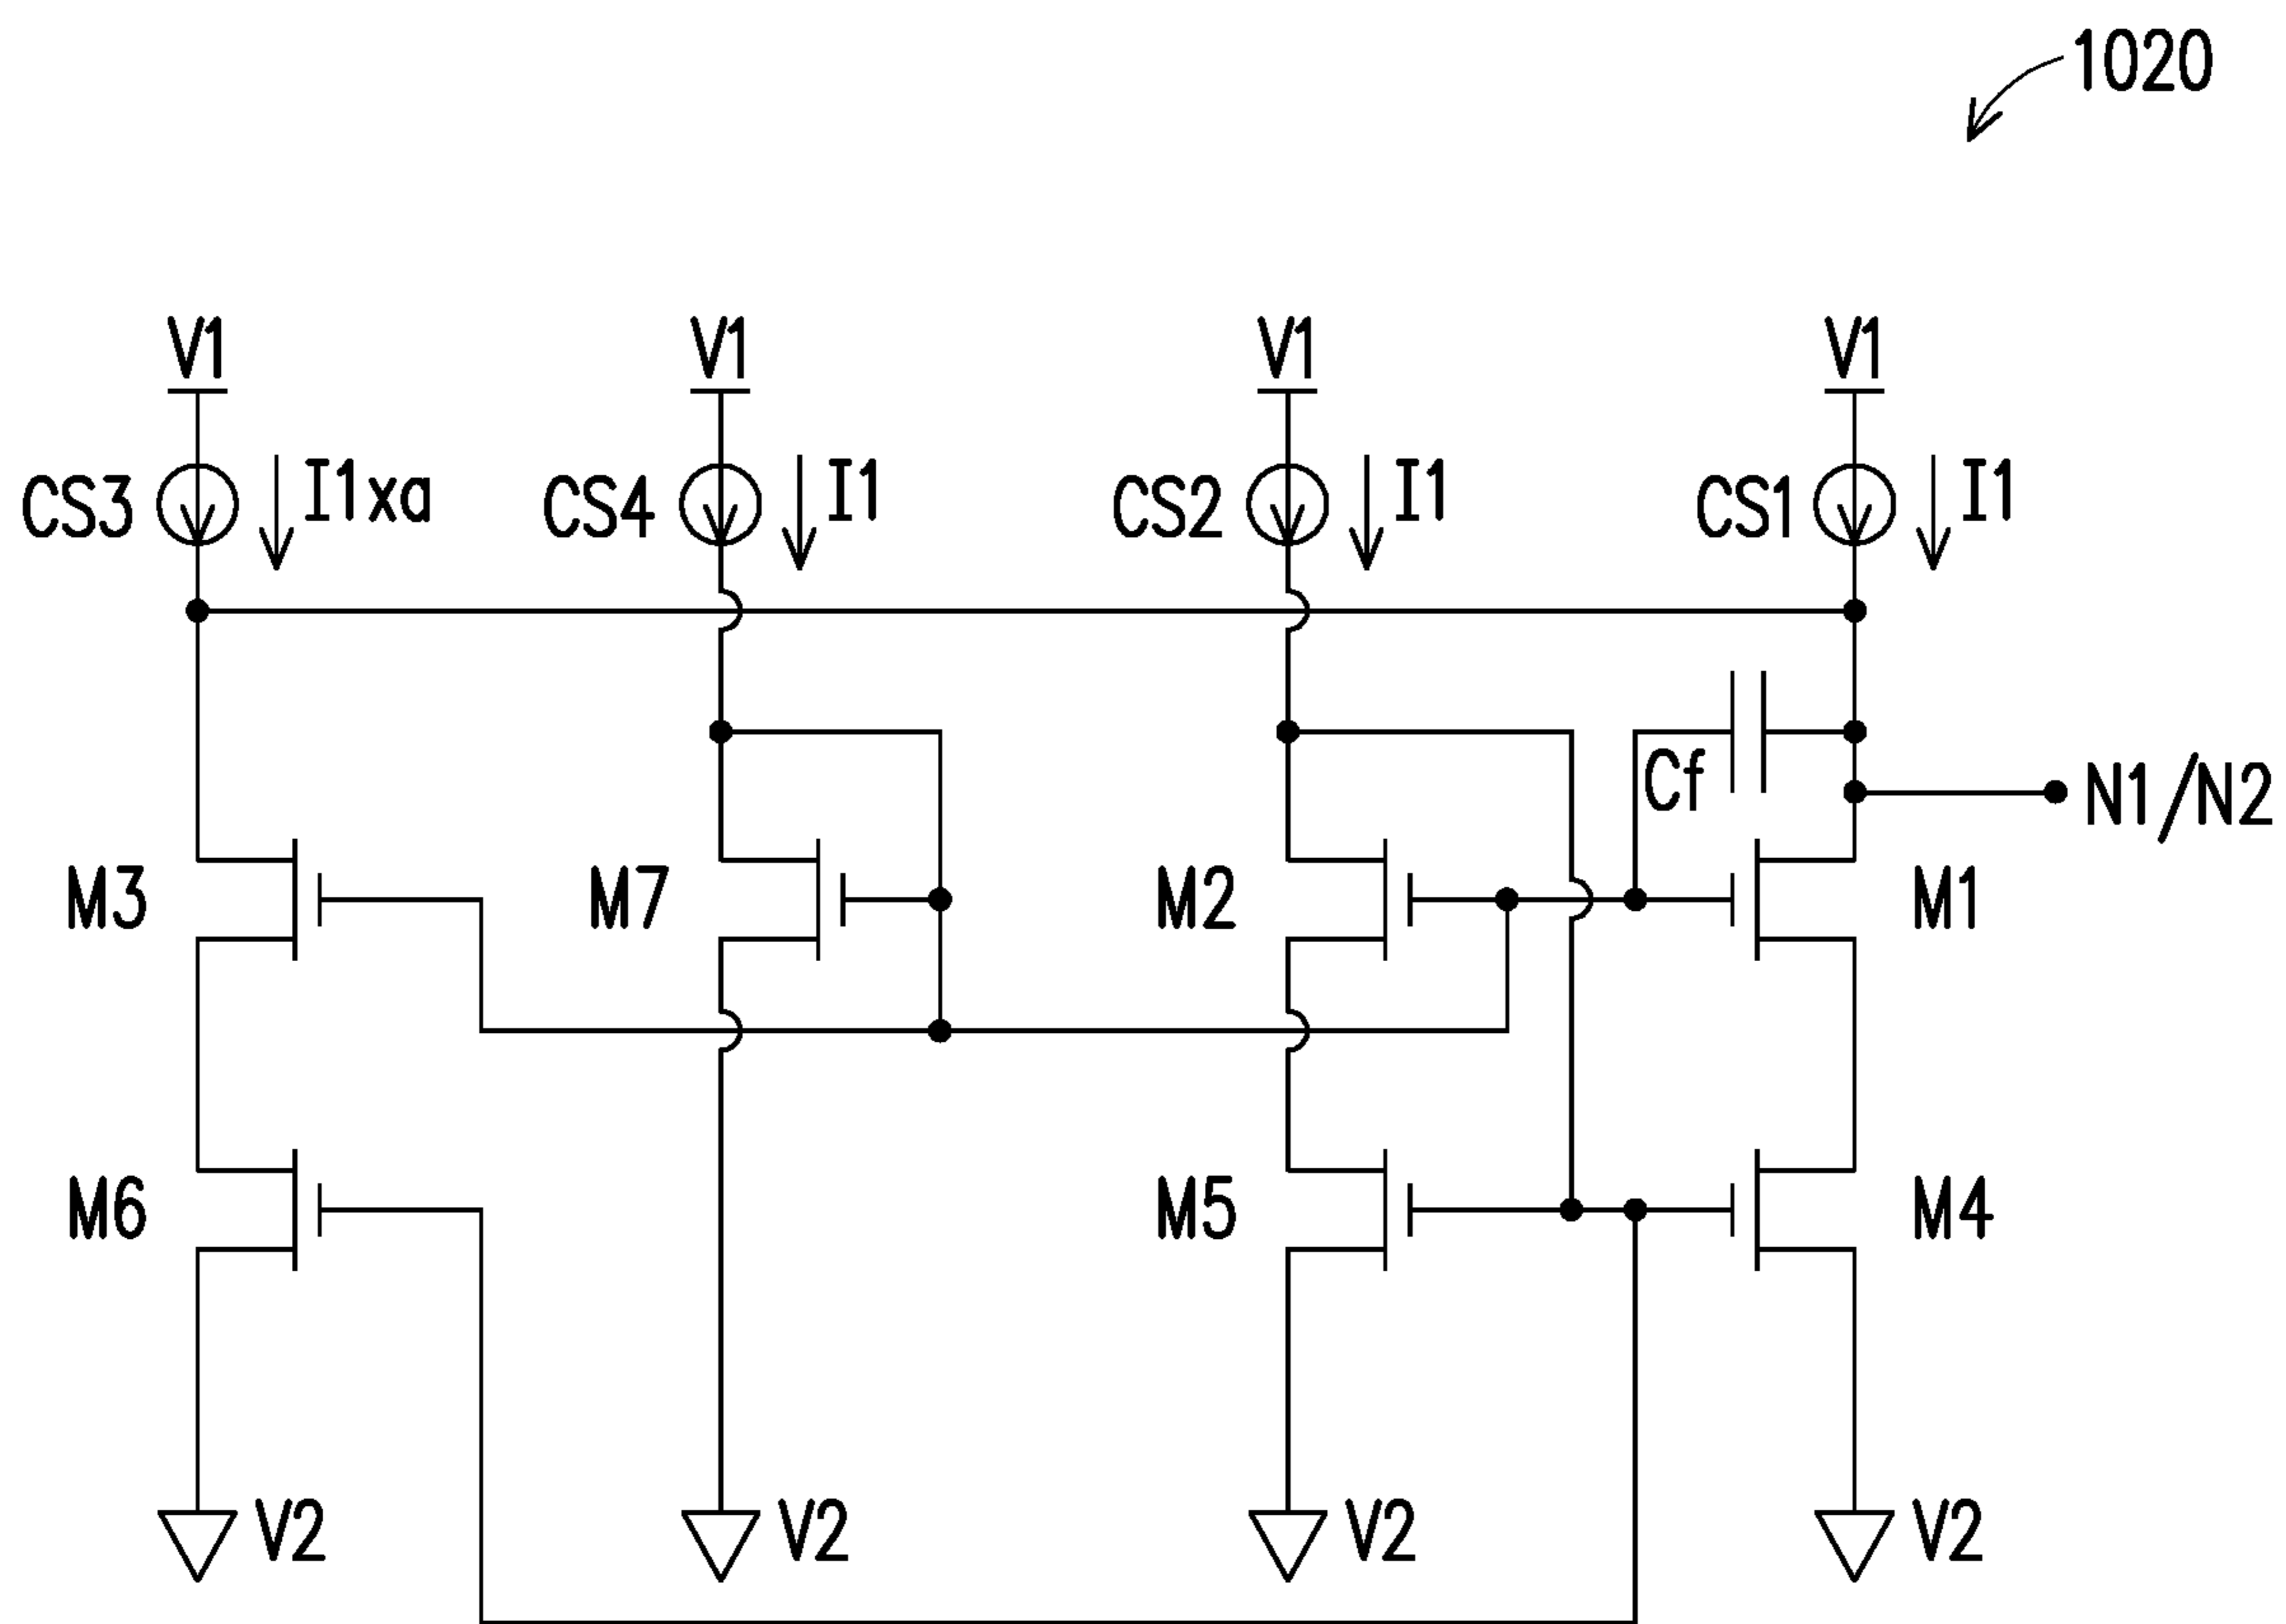 1020
V1 V1 V1 V1
CS3 I1xa CS4 I1 CS2 I1 CS1 I1
Cf
N1/N2
M3 M7 M2 M1
M6 M5 M4
V2 V2 V2 V2